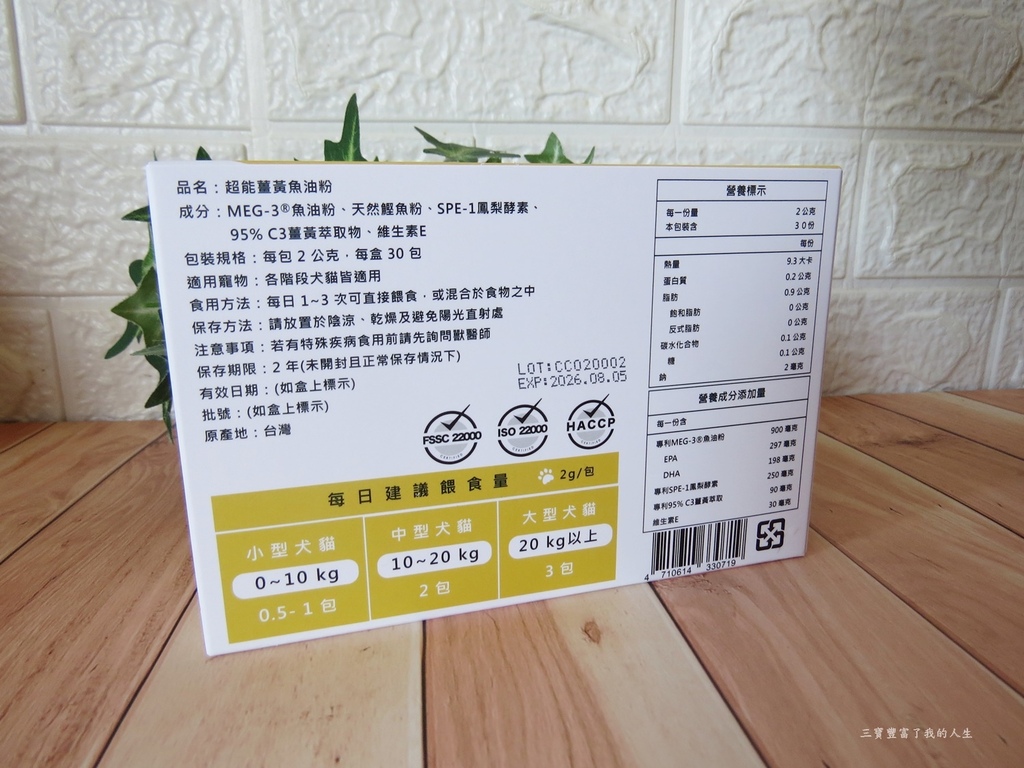 品名：超能薑黃魚油粉
成分：MEG-3®魚油粉、天然鰹魚粉、SPE-1鳳梨酵素、
95% C3薑黃萃取物、維生素E
包裝規格：每包 2 公克，每盒 30 包
適用寵物：各階段犬貓皆適用
食用方法：每日 1~3 次可直接餵食，或混合於食物之中
保存方法：請放置於陰涼、乾燥及避免陽光直射處
注意事項：若有特殊疾病食用前請先詢問獸醫師
保存期限：2 年(未開封且正常保存情況下)
有效日期：(如盒上標示)
批號：(如盒上標示)
原產地：台灣
LOT:CC020002
EXP:2026.08.05
FSSC 22000
CERTIFIED
ISO 22000
CERTIFIED
HACCP
CERTIFIED
每日建議餵食量 2g/包
小型犬貓
0~10 kg
0.5- 1 包
中型犬貓
10~20 kg
2 包
大型犬貓
20 kg以上
3 包
營養標示
每一份量 2公克
本包裝含 30份
每份
熱量 9.3 大卡
蛋白質 0.2 公克
脂肪 0.9 公克
飽和脂肪 0 公克
反式脂肪 0 公克
碳水化合物 0.1 公克
糖 0.1 公克
鈉 2 毫克
營養成分添加量
每一份含
專利MEG-3®魚油粉 900 毫克
EPA 297 毫克
DHA 198 毫克
專利SPE-1鳳梨酵素 250 毫克
專利95% C3薑黃萃取 90 毫克
維生素E 30 毫克
4 710614 330719
三寶豐富了我的人生